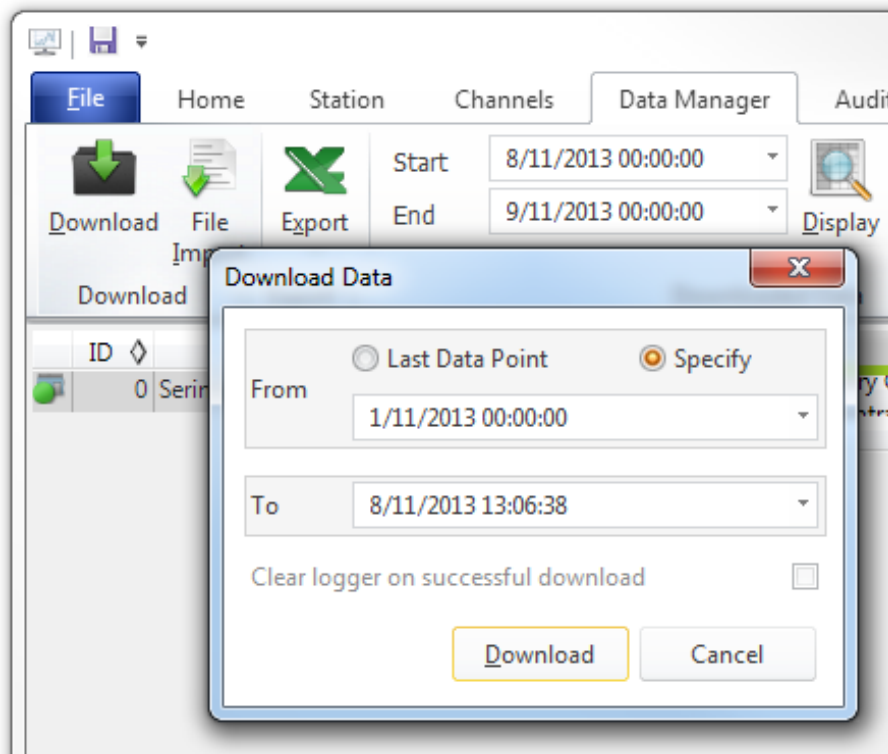 File Home Station Channels Data Manager
Start 8/11/2013 00:00:00
End 9/11/2013 00:00:00
Download File Export Display
Download
Download Data
ID
0
From Last Data Point Specify
1/11/2013 00:00:00
To 8/11/2013 13:06:38
Clear logger on successful download
Download Cancel